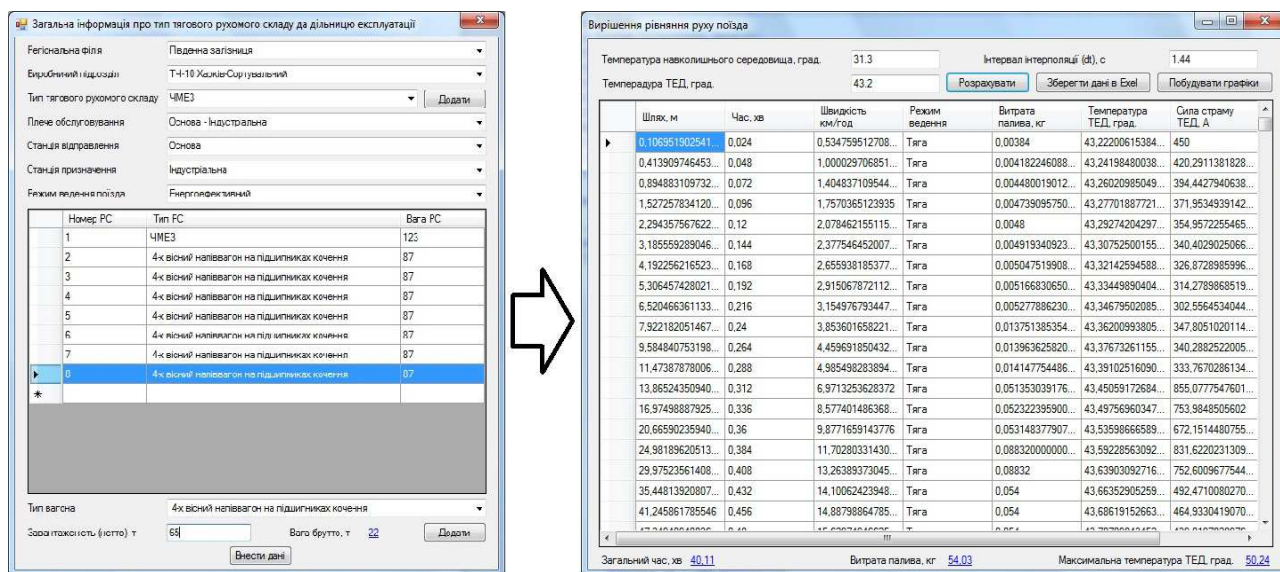 Загальна інформація про тип тягового рухомого складу да дільницю експлуатації
Регіональна філія Південна залізниця
Виробничий підрозділ ТЧ-10 Харків-Сортувальний
Тип тягового рухомого складу ЧМЕ3 Додати
Плече обслуговування Основа - Індустріальна
Станція відправлення Основа
Станція призначення Індустріальна
Режим ведення поїзда Енергоефективний
Номер РС Тип РС Вага РС
1 ЧМЕ3 123
2 4-х вісний напіввагон на підшипниках кочення 87
3 4-х вісний напіввагон на підшипниках кочення 87
4 4-х вісний напіввагон на підшипниках кочення 87
5 4-х вісний напіввагон на підшипниках кочення 87
6 4-х вісний напіввагон на підшипниках кочення 87
7 4-х вісний напіввагон на підшипниках кочення 87
8 4-х вісний напіввагон на підшипниках кочення 87
Тип вагона 4-х вісний напіввагон на підшипниках кочення
Завантаженість (нетто) т 65 Вага брутто, т 22 Додати
Внести дані
Вирішення рівняння руху поїзда
Температура навколишнього середовища, град. 31.3 Інтервал інтерполяції (dt), с 1.44
Темперадура ТЕД, град. 43.2 Розрахувати Зберегти дані в Exel Побудувати графіки
Шлях, м Час, хв Швидкість км/год Режим ведення Витрата палива, кг Температура ТЕД, град. Сила страму ТЕД, А
0,106951902541... 0,024 0,534759512708... Тяга 0,00384 43,22200615384... 450
0,413909746453... 0,048 1,000029706851... Тяга 0,004182246088... 43,24198480038... 420,2911381828...
0,894883109732... 0,072 1,404837109544... Тяга 0,004480019012... 43,26020985049... 394,4427940638...
1,527257834120... 0,096 1,7570365123935 Тяга 0,004739095750... 43,27701887721... 371,9534939142...
2,294357567622... 0,12 2,078462155115... Тяга 0,0048 43,29274204297... 354,9572255465...
3,185559289046... 0,144 2,377546452007... Тяга 0,004919340923... 43,30752500155... 340,4029025066...
4,192256216523... 0,168 2,655938185377... Тяга 0,005047519908... 43,32142594588... 326,8728985996...
5,306457428021... 0,192 2,915067872112... Тяга 0,005166830650... 43,33449890404... 314,2789868519...
6,520466361133... 0,216 3,154976793447... Тяга 0,005277886230... 43,34679502085... 302,5564534044...
7,922182051467... 0,24 3,853601658221... Тяга 0,013751385354... 43,36200993805... 347,8051020114...
9,584840753198... 0,264 4,459691850432... Тяга 0,013963625820... 43,37673261155... 340,2882522005...
11,47387878006... 0,288 4,985498283894... Тяга 0,014147754486... 43,39102516090... 333,7670286134...
13,86524350940... 0,312 6,9713253628372 Тяга 0,051353039176... 43,45059172684... 855,0777547601...
16,97498887925... 0,336 8,577401486368... Тяга 0,052322395900... 43,49756960347... 753,9848505602
20,66590235940... 0,36 9,8771659143776 Тяга 0,053148377907... 43,53598666589... 672,1514480755...
24,98189620513... 0,384 11,70280331430... Тяга 0,088320000000... 43,59228563092... 831,6220231309...
29,97523561408... 0,408 13,26389373045... Тяга 0,08832 43,63903092716... 752,6009677544...
35,44813920807... 0,432 14,10062423948... Тяга 0,054 43,66352905259... 492,4710080270...
41,245861785546 0,456 14,88798864785... Тяга 0,054 43,68619152663... 464,9330419070...
Загальний час, хв 40,11 Витрата палива, кг 54,03 Максимальна температура ТЕД, град. 50,24